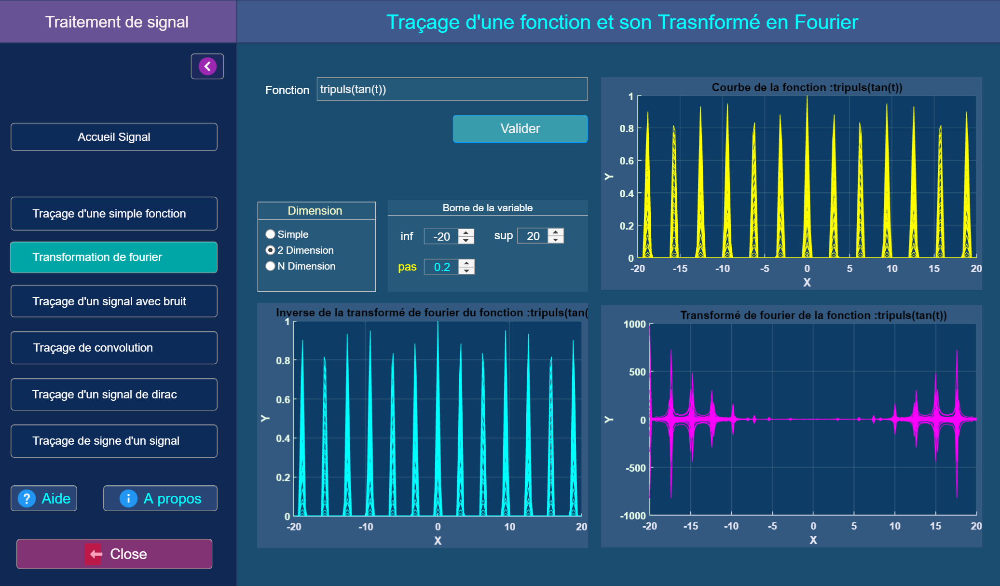 Traitement de signal
Traçage d'une fonction et son Trasnformé en Fourier
Accueil Signal
Traçage d'une simple fonction
Transformation de fourier
Traçage d'un signal avec bruit
Traçage de convolution
Traçage d'un signal de dirac
Traçage de signe d'un signal
? Aide
i A propos
Close
Fonction tripuls(tan(t))
Valider
Dimension
Simple
2 Dimension
N Dimension
Borne de la variable
inf -20 sup 20
pas 0.2
Courbe de la fonction :tripuls(tan(t))
1
0.8
0.6
0.4
0.2
0
Y
-20 -15 -10 -5 0 5 10 15 20
X
Inverse de la transformé de fourier du fonction :tripuls(tan(
1
0.8
0.6
0.4
0.2
0
Y
-20 -10 0 10 20
X
Transformé de fourier de la fonction :tripuls(tan(t))
1000
500
0
-500
-1000
Y
-20 -15 -10 -5 0 5 10 15 20
X